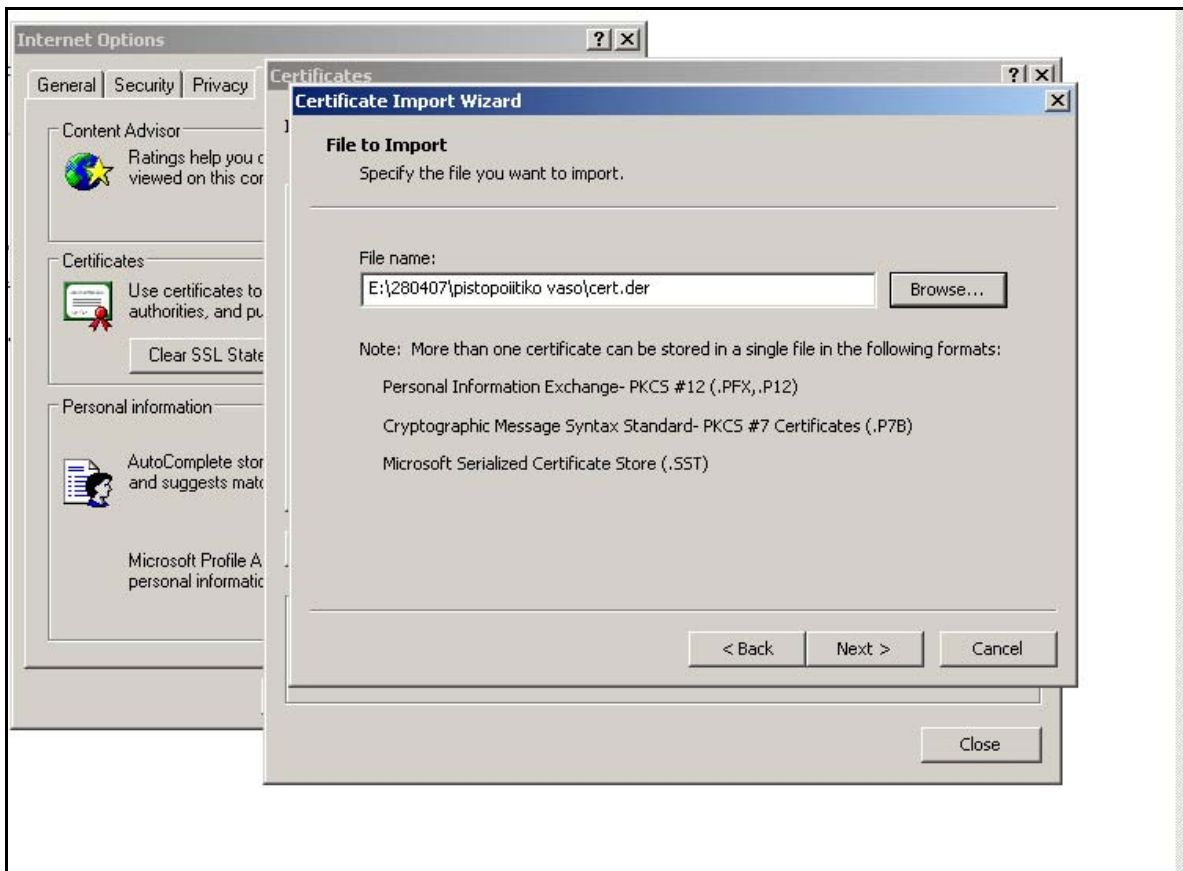 Internet Options
General Security Privacy
Content Advisor
Ratings help you c
viewed on this cor
Certificates
Use certificates to
authorities, and pu
Clear SSL State
Personal information
AutoComplete stor
and suggests matc
Microsoft Profile A
personal informatic
Certificates
Certificate Import Wizard
File to Import
Specify the file you want to import.
File name:
E:\280407\pistopoiitiko vaso\cert.der
Browse...
Note: More than one certificate can be stored in a single file in the following formats:
Personal Information Exchange- PKCS #12 (.PFX,.P12)
Cryptographic Message Syntax Standard- PKCS #7 Certificates (.P7B)
Microsoft Serialized Certificate Store (.SST)
< Back Next > Cancel
Close